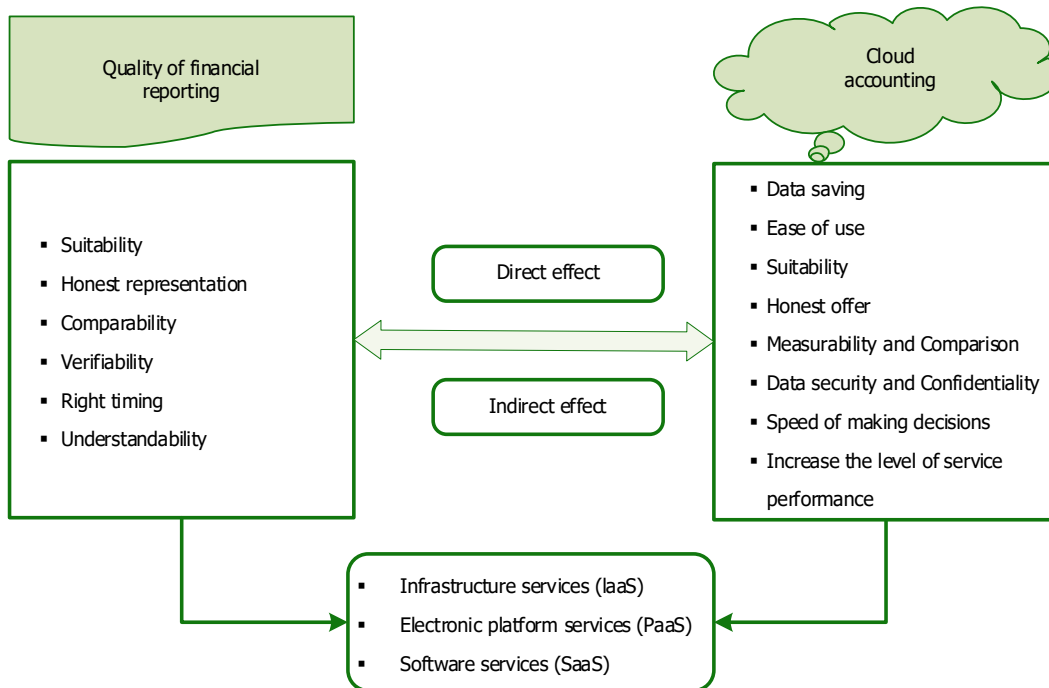 Quality of financial
reporting
Cloud
accounting
▪ Suitability
▪ Honest representation
▪ Comparability
▪ Verifiability
▪ Right timing
▪ Understandability
Direct effect
Indirect effect
▪ Data saving
▪ Ease of use
▪ Suitability
▪ Honest offer
▪ Measurability and Comparison
▪ Data security and Confidentiality
▪ Speed of making decisions
▪ Increase the level of service
performance
▪ Infrastructure services (IaaS)
▪ Electronic platform services (PaaS)
▪ Software services (SaaS)